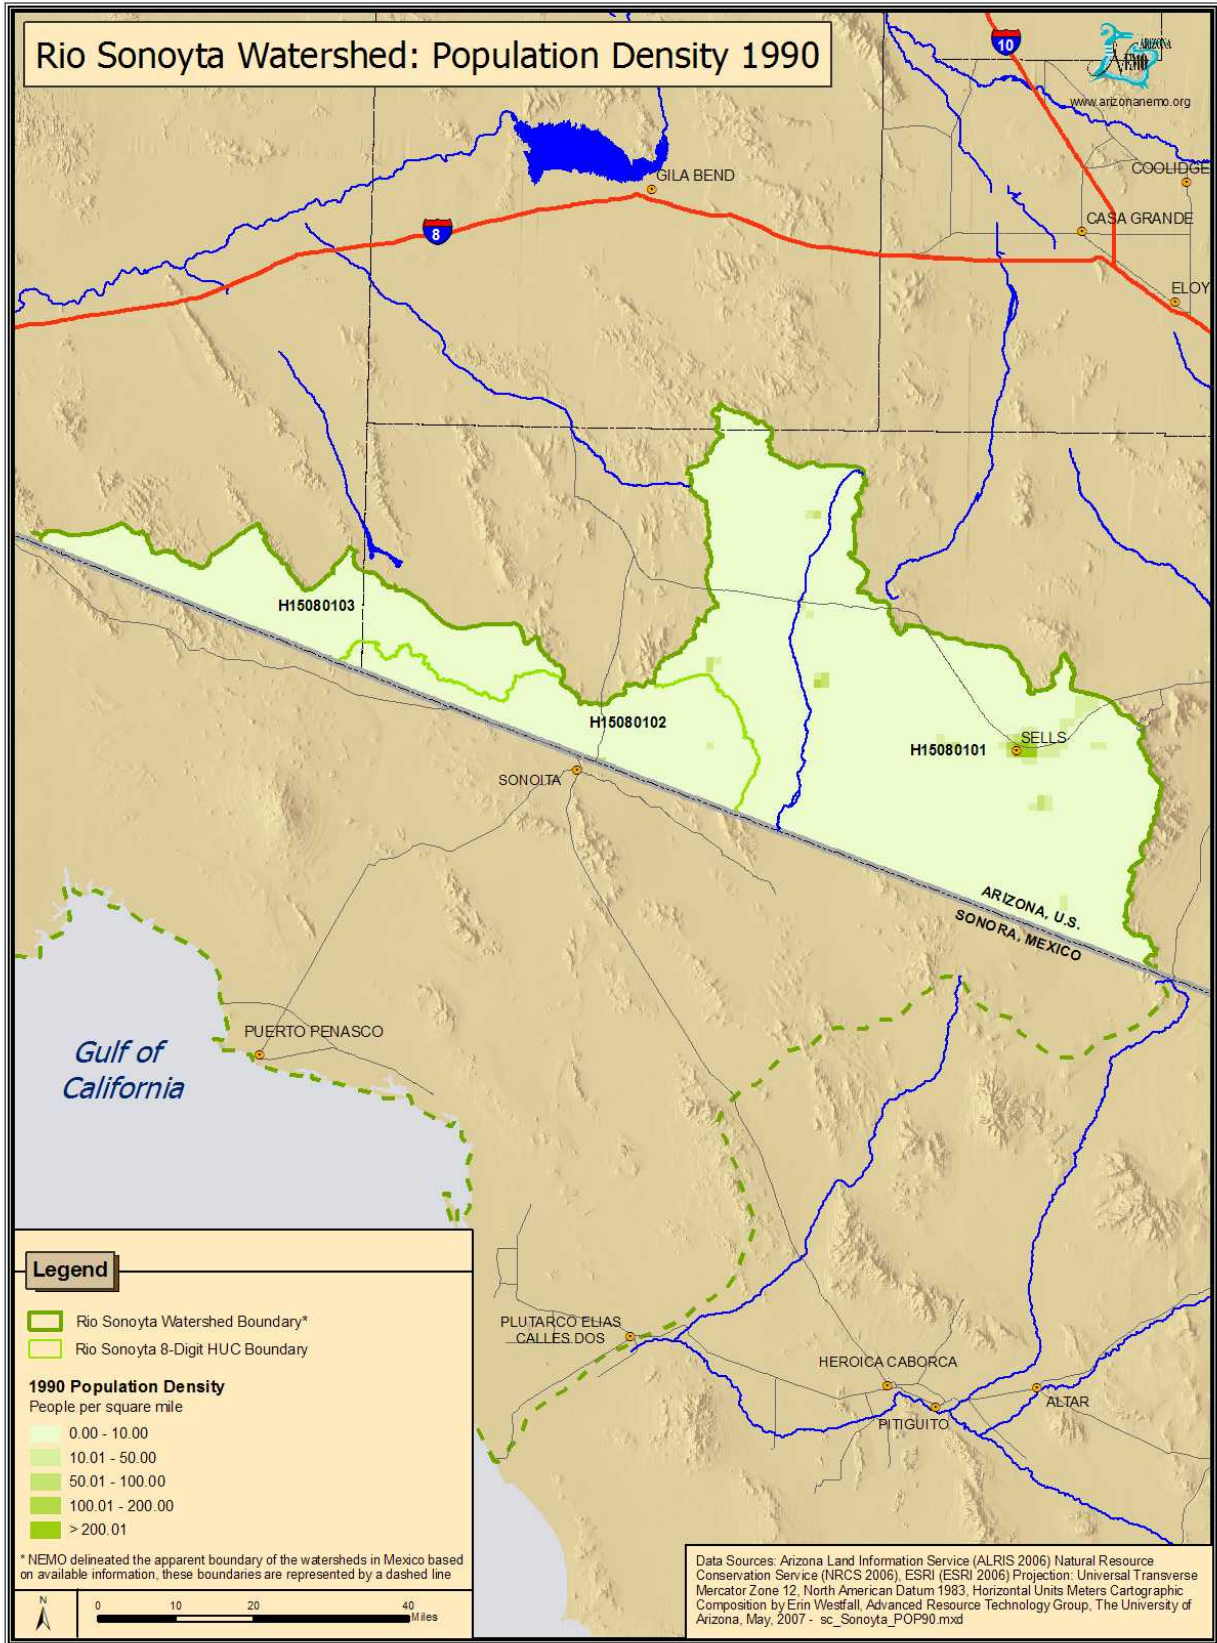 Rio Sonoyta Watershed: Population Density 1990
10
ARIZONA
NEMO
www.arizonanemo.org
COOLIDGE
GILA BEND
CASA GRANDE
8
ELOY
H15080103
H15080102
SELLS
H15080101
SONOITA
ARIZONA, U.S.
SONORA, MEXICO
PUERTO PENASCO
Gulf of
California
PLUTARCO ELIAS
CALLES DOS
HEROICA CABORCA
ALTAR
PITIGUITO
Legend
Rio Sonoyta Watershed Boundary*
Rio Sonoyta 8-Digit HUC Boundary
1990 Population Density
People per square mile
0.00 - 10.00
10.01 - 50.00
50.01 - 100.00
100.01 - 200.00
> 200.01
* NEMO delineated the apparent boundary of the watersheds in Mexico based
on available information, these boundaries are represented by a dashed line
N
0 10 20 40
Miles
Data Sources: Arizona Land Information Service (ALRIS 2006) Natural Resource
Conservation Service (NRCS 2006), ESRI (ESRI 2006) Projection: Universal Transverse
Mercator Zone 12, North American Datum 1983, Horizontal Units Meters Cartographic
Composition by Erin Westfall, Advanced Resource Technology Group, The University of
Arizona, May, 2007 - sc_Sonoyta_POP90.mxd